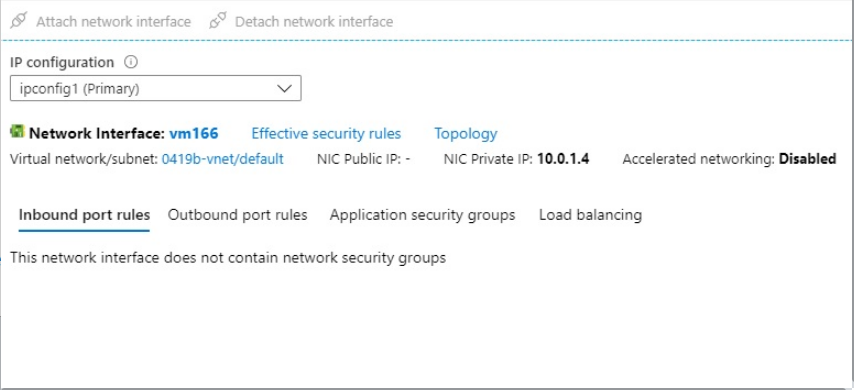 Attach network interface Detach network interface
IP configuration
ipconfig1 (Primary)
Network Interface: vm166 Effective security rules Topology
Virtual network/subnet: 0419b-vnet/default NIC Public IP: - NIC Private IP: 10.0.1.4 Accelerated networking: Disabled
Inbound port rules Outbound port rules Application security groups Load balancing
This network interface does not contain network security groups